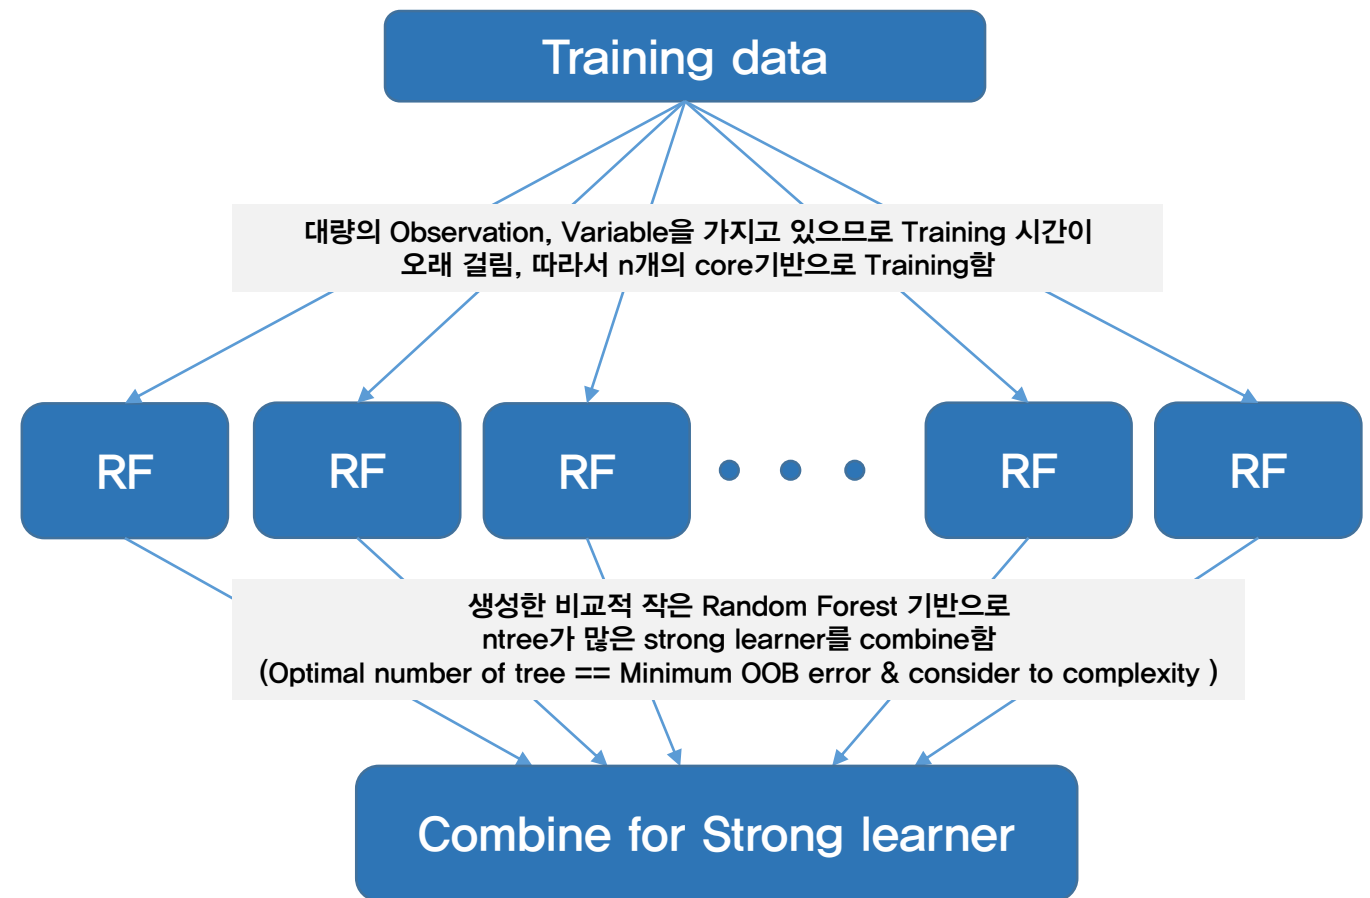 Training data
대량의 Observation, Variable을 가지고 있으므로 Training 시간이
오래 걸림, 따라서 n개의 core기반으로 Training함
RF
RF
RF
RF
RF
생성한 비교적 작은 Random Forest 기반으로
ntree가 많은 strong learner를 combine함
(Optimal number of tree == Minimum OOB error & consider to complexity )
Combine for Strong learner